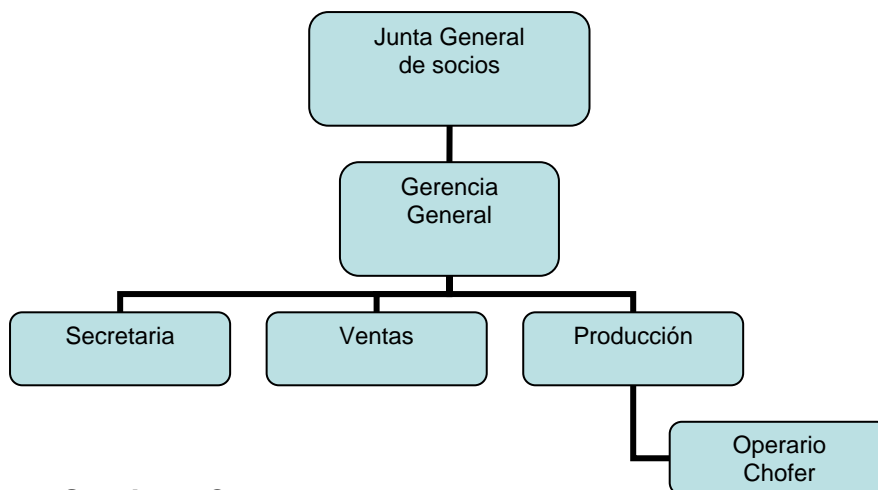 Junta General
de socios
Gerencia
General
Secretaria
Ventas
Producción
Operario
Chofer